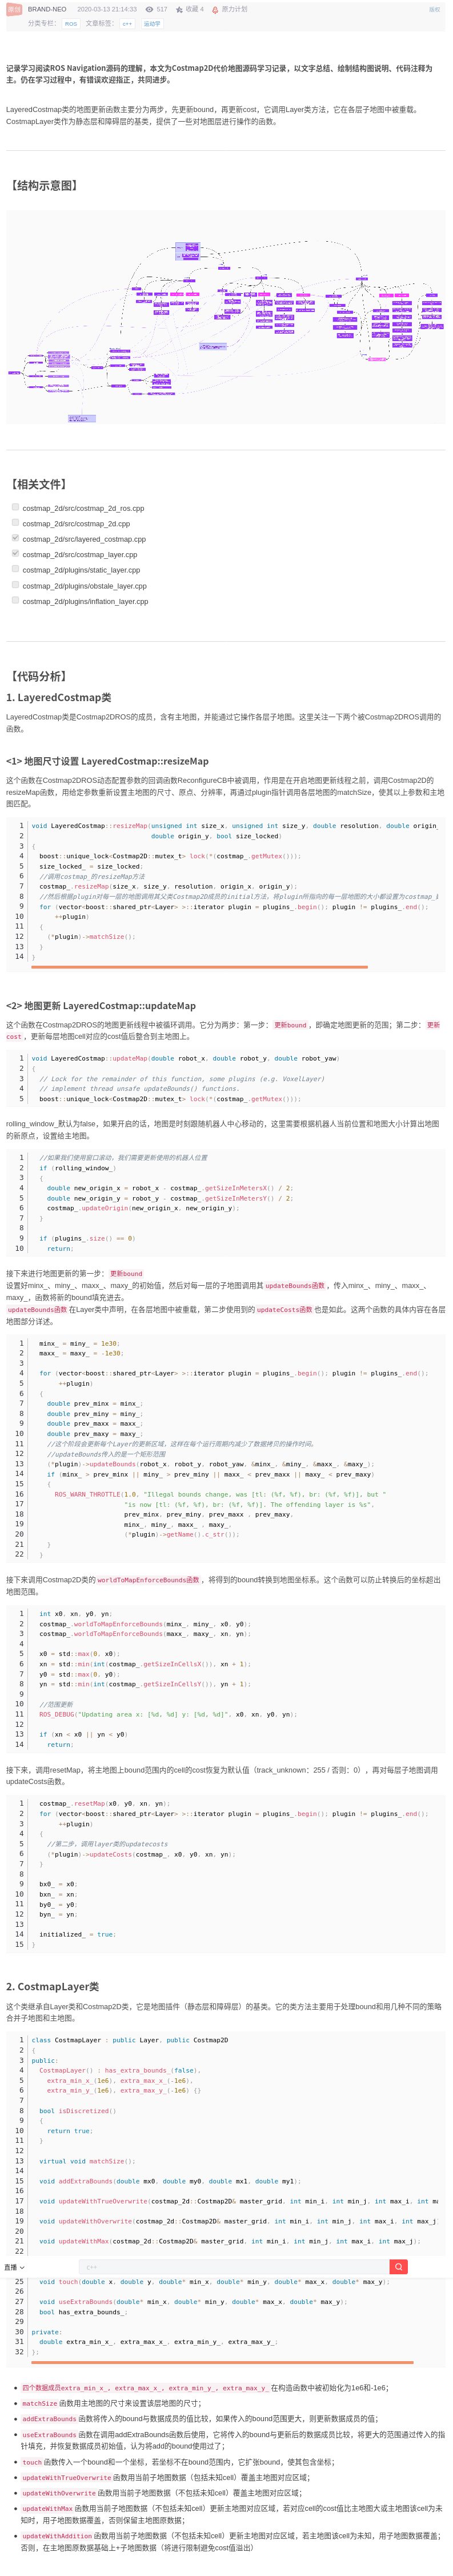 原创
BRAND-NEO 2020-03-13 21:14:33 517 收藏 4 原力计划 版权
分类专栏： ROS 文章标签： c++ 运动学
记录学习阅读ROS Navigation源码的理解，本文为Costmap2D代价地图源码学习记录，以文字总结、绘制结构图说明、代码注释为
主。仍在学习过程中，有错误欢迎指正，共同进步。
LayeredCostmap类的地图更新函数主要分为两步，先更新bound，再更新cost，它调用Layer类方法，它在各层子地图中被重载。
CostmapLayer类作为静态层和障碍层的基类，提供了一些对地图层进行操作的函数。
【结构示意图】
【相关文件】
costmap_2d/src/costmap_2d_ros.cpp
costmap_2d/src/costmap_2d.cpp
costmap_2d/src/layered_costmap.cpp
costmap_2d/src/costmap_layer.cpp
costmap_2d/plugins/static_layer.cpp
costmap_2d/plugins/obstale_layer.cpp
costmap_2d/plugins/inflation_layer.cpp
【代码分析】
1. LayeredCostmap类
LayeredCostmap类是Costmap2DROS的成员，含有主地图，并能通过它操作各层子地图。这里关注一下两个被Costmap2DROS调用的
函数。
<1> 地图尺寸设置 LayeredCostmap::resizeMap
这个函数在Costmap2DROS动态配置参数的回调函数ReconfigureCB中被调用，作用是在开启地图更新线程之前，调用Costmap2D的
resizeMap函数，用给定参数重新设置主地图的尺寸、原点、分辨率，再通过plugin指针调用各层地图的matchSize，使其以上参数和主地
图匹配。
1 void LayeredCostmap::resizeMap(unsigned int size_x, unsigned int size_y, double resolution, double origin_
2 double origin_y, bool size_locked)
3 {
4 boost::unique_lock<Costmap2D::mutex_t> lock(*(costmap_.getMutex()));
5 size_locked_ = size_locked;
6 //调用costmap_的resizeMap方法
7 costmap_.resizeMap(size_x, size_y, resolution, origin_x, origin_y);
8 //然后根据plugin对每一层的地图调用其父类Costmap2D成员的initial方法，将plugin所指向的每一层地图的大小都设置为costmap_
9 for (vector<boost::shared_ptr<Layer> >::iterator plugin = plugins_.begin(); plugin != plugins_.end();
10 ++plugin)
11 {
12 (*plugin)->matchSize();
13 }
14 }
<2> 地图更新 LayeredCostmap::updateMap
这个函数在Costmap2DROS的地图更新线程中被循环调用。它分为两步：第一步： 更新bound ，即确定地图更新的范围；第二步： 更新
cost ，更新每层地图cell对应的cost值后整合到主地图上。
1 void LayeredCostmap::updateMap(double robot_x, double robot_y, double robot_yaw)
2 {
3 // Lock for the remainder of this function, some plugins (e.g. VoxelLayer)
4 // implement thread unsafe updateBounds() functions.
5 boost::unique_lock<Costmap2D::mutex_t> lock(*(costmap_.getMutex()));
rolling_window_默认为false，如果开启的话，地图是时刻跟随机器人中心移动的，这里需要根据机器人当前位置和地图大小计算出地图
的新原点，设置给主地图。
1 //如果我们使用窗口滚动，我们需要更新使用的机器人位置
2 if (rolling_window_)
3 {
4 double new_origin_x = robot_x - costmap_.getSizeInMetersX() / 2;
5 double new_origin_y = robot_y - costmap_.getSizeInMetersY() / 2;
6 costmap_.updateOrigin(new_origin_x, new_origin_y);
7 }
8
9 if (plugins_.size() == 0)
10 return;
接下来进行地图更新的第一步： 更新bound
设置好minx_、miny_、maxx_、maxy_的初始值，然后对每一层的子地图调用其 updateBounds函数 ，传入minx_、miny_、maxx_、
maxy_，函数将新的bound填充进去。
updateBounds函数 在Layer类中声明，在各层地图中被重载，第二步使用到的 updateCosts函数 也是如此。这两个函数的具体内容在各层
地图部分详述。
1 minx_ = miny_ = 1e30;
2 maxx_ = maxy_ = -1e30;
3
4 for (vector<boost::shared_ptr<Layer> >::iterator plugin = plugins_.begin(); plugin != plugins_.end();
5 ++plugin)
6 {
7 double prev_minx = minx_;
8 double prev_miny = miny_;
9 double prev_maxx = maxx_;
10 double prev_maxy = maxy_;
11 //这个阶段会更新每个Layer的更新区域，这样在每个运行周期内减少了数据拷贝的操作时间。
12 //updateBounds传入的是一个矩形范围
13 (*plugin)->updateBounds(robot_x, robot_y, robot_yaw, &minx_, &miny_, &maxx_, &maxy_);
14 if (minx_ > prev_minx || miny_ > prev_miny || maxx_ < prev_maxx || maxy_ < prev_maxy)
15 {
16 ROS_WARN_THROTTLE(1.0, "Illegal bounds change, was [tl: (%f, %f), br: (%f, %f)], but "
17 "is now [tl: (%f, %f), br: (%f, %f)]. The offending layer is %s",
18 prev_minx, prev_miny, prev_maxx , prev_maxy,
19 minx_, miny_, maxx_ , maxy_,
20 (*plugin)->getName().c_str());
21 }
22 }
接下来调用Costmap2D类的 worldToMapEnforceBounds函数 ，将得到的bound转换到地图坐标系。这个函数可以防止转换后的坐标超出
地图范围。
1 int x0, xn, y0, yn;
2 costmap_.worldToMapEnforceBounds(minx_, miny_, x0, y0);
3 costmap_.worldToMapEnforceBounds(maxx_, maxy_, xn, yn);
4
5 x0 = std::max(0, x0);
6 xn = std::min(int(costmap_.getSizeInCellsX()), xn + 1);
7 y0 = std::max(0, y0);
8 yn = std::min(int(costmap_.getSizeInCellsY()), yn + 1);
9
10 //范围更新
11 ROS_DEBUG("Updating area x: [%d, %d] y: [%d, %d]", x0, xn, y0, yn);
12
13 if (xn < x0 || yn < y0)
14 return;
接下来，调用resetMap，将主地图上bound范围内的cell的cost恢复为默认值（track_unknown：255 / 否则：0），再对每层子地图调用
updateCosts函数。
1 costmap_.resetMap(x0, y0, xn, yn);
2 for (vector<boost::shared_ptr<Layer> >::iterator plugin = plugins_.begin(); plugin != plugins_.end();
3 ++plugin)
4 {
5 //第二步，调用layer类的updatecosts
6 (*plugin)->updateCosts(costmap_, x0, y0, xn, yn);
7 }
8
9 bx0_ = x0;
10 bxn_ = xn;
11 by0_ = y0;
12 byn_ = yn;
13
14 initialized_ = true;
15 }
2. CostmapLayer类
这个类继承自Layer类和Costmap2D类，它是地图插件（静态层和障碍层）的基类。它的类方法主要用于处理bound和用几种不同的策略
合并子地图和主地图。
1 class CostmapLayer : public Layer, public Costmap2D
2 {
3 public:
4 CostmapLayer() : has_extra_bounds_(false),
5 extra_min_x_(1e6), extra_max_x_(-1e6),
6 extra_min_y_(1e6), extra_max_y_(-1e6) {}
7
8 bool isDiscretized()
9 {
10 return true;
11 }
12
13 virtual void matchSize();
14
15 void addExtraBounds(double mx0, double my0, double mx1, double my1);
16
17 void updateWithTrueOverwrite(costmap_2d::Costmap2D& master_grid, int min_i, int min_j, int max_i, int ma
18
19 void updateWithOverwrite(costmap_2d::Costmap2D& master_grid, int min_i, int min_j, int max_i, int max_j
20
21 void updateWithMax(costmap_2d::Costmap2D& master_grid, int min_i, int min_j, int max_i, int max_j);
22
直播 c++
25 void touch(double x, double y, double* min_x, double* min_y, double* max_x, double* max_y);
26
27 void useExtraBounds(double* min_x, double* min_y, double* max_x, double* max_y);
28 bool has_extra_bounds_;
29
30 private:
31 double extra_min_x_, extra_max_x_, extra_min_y_, extra_max_y_;
32 };
四个数据成员extra_min_x_, extra_max_x_, extra_min_y_, extra_max_y_ 在构造函数中被初始化为1e6和-1e6；
matchSize 函数用主地图的尺寸来设置该层地图的尺寸；
addExtraBounds 函数将传入的bound与数据成员的值比较，如果传入的bound范围更大，则更新数据成员的值；
useExtraBounds 函数在调用addExtraBounds函数后使用，它将传入的bound与更新后的数据成员比较，将更大的范围通过传入的指
针填充，并恢复数据成员初始值，认为将add的bound使用过了；
touch 函数传入一个bound和一个坐标，若坐标不在bound范围内，它扩张bound，使其包含坐标；
updateWithTrueOverwrite 函数用当前子地图数据（包括未知cell）覆盖主地图对应区域；
updateWithOverwrite 函数用当前子地图数据（不包括未知cell）覆盖主地图对应区域；
updateWithMax 函数用当前子地图数据（不包括未知cell）更新主地图对应区域，若对应cell的cost值比主地图大或主地图该cell为未
知时，用子地图数据覆盖，否则保留主地图原数据；
updateWithAddition 函数用当前子地图数据（不包括未知cell）更新主地图对应区域，若主地图该cell为未知，用子地图数据覆盖；
否则，在主地图原数据基础上+子地图数据（将进行限制避免cost值溢出）